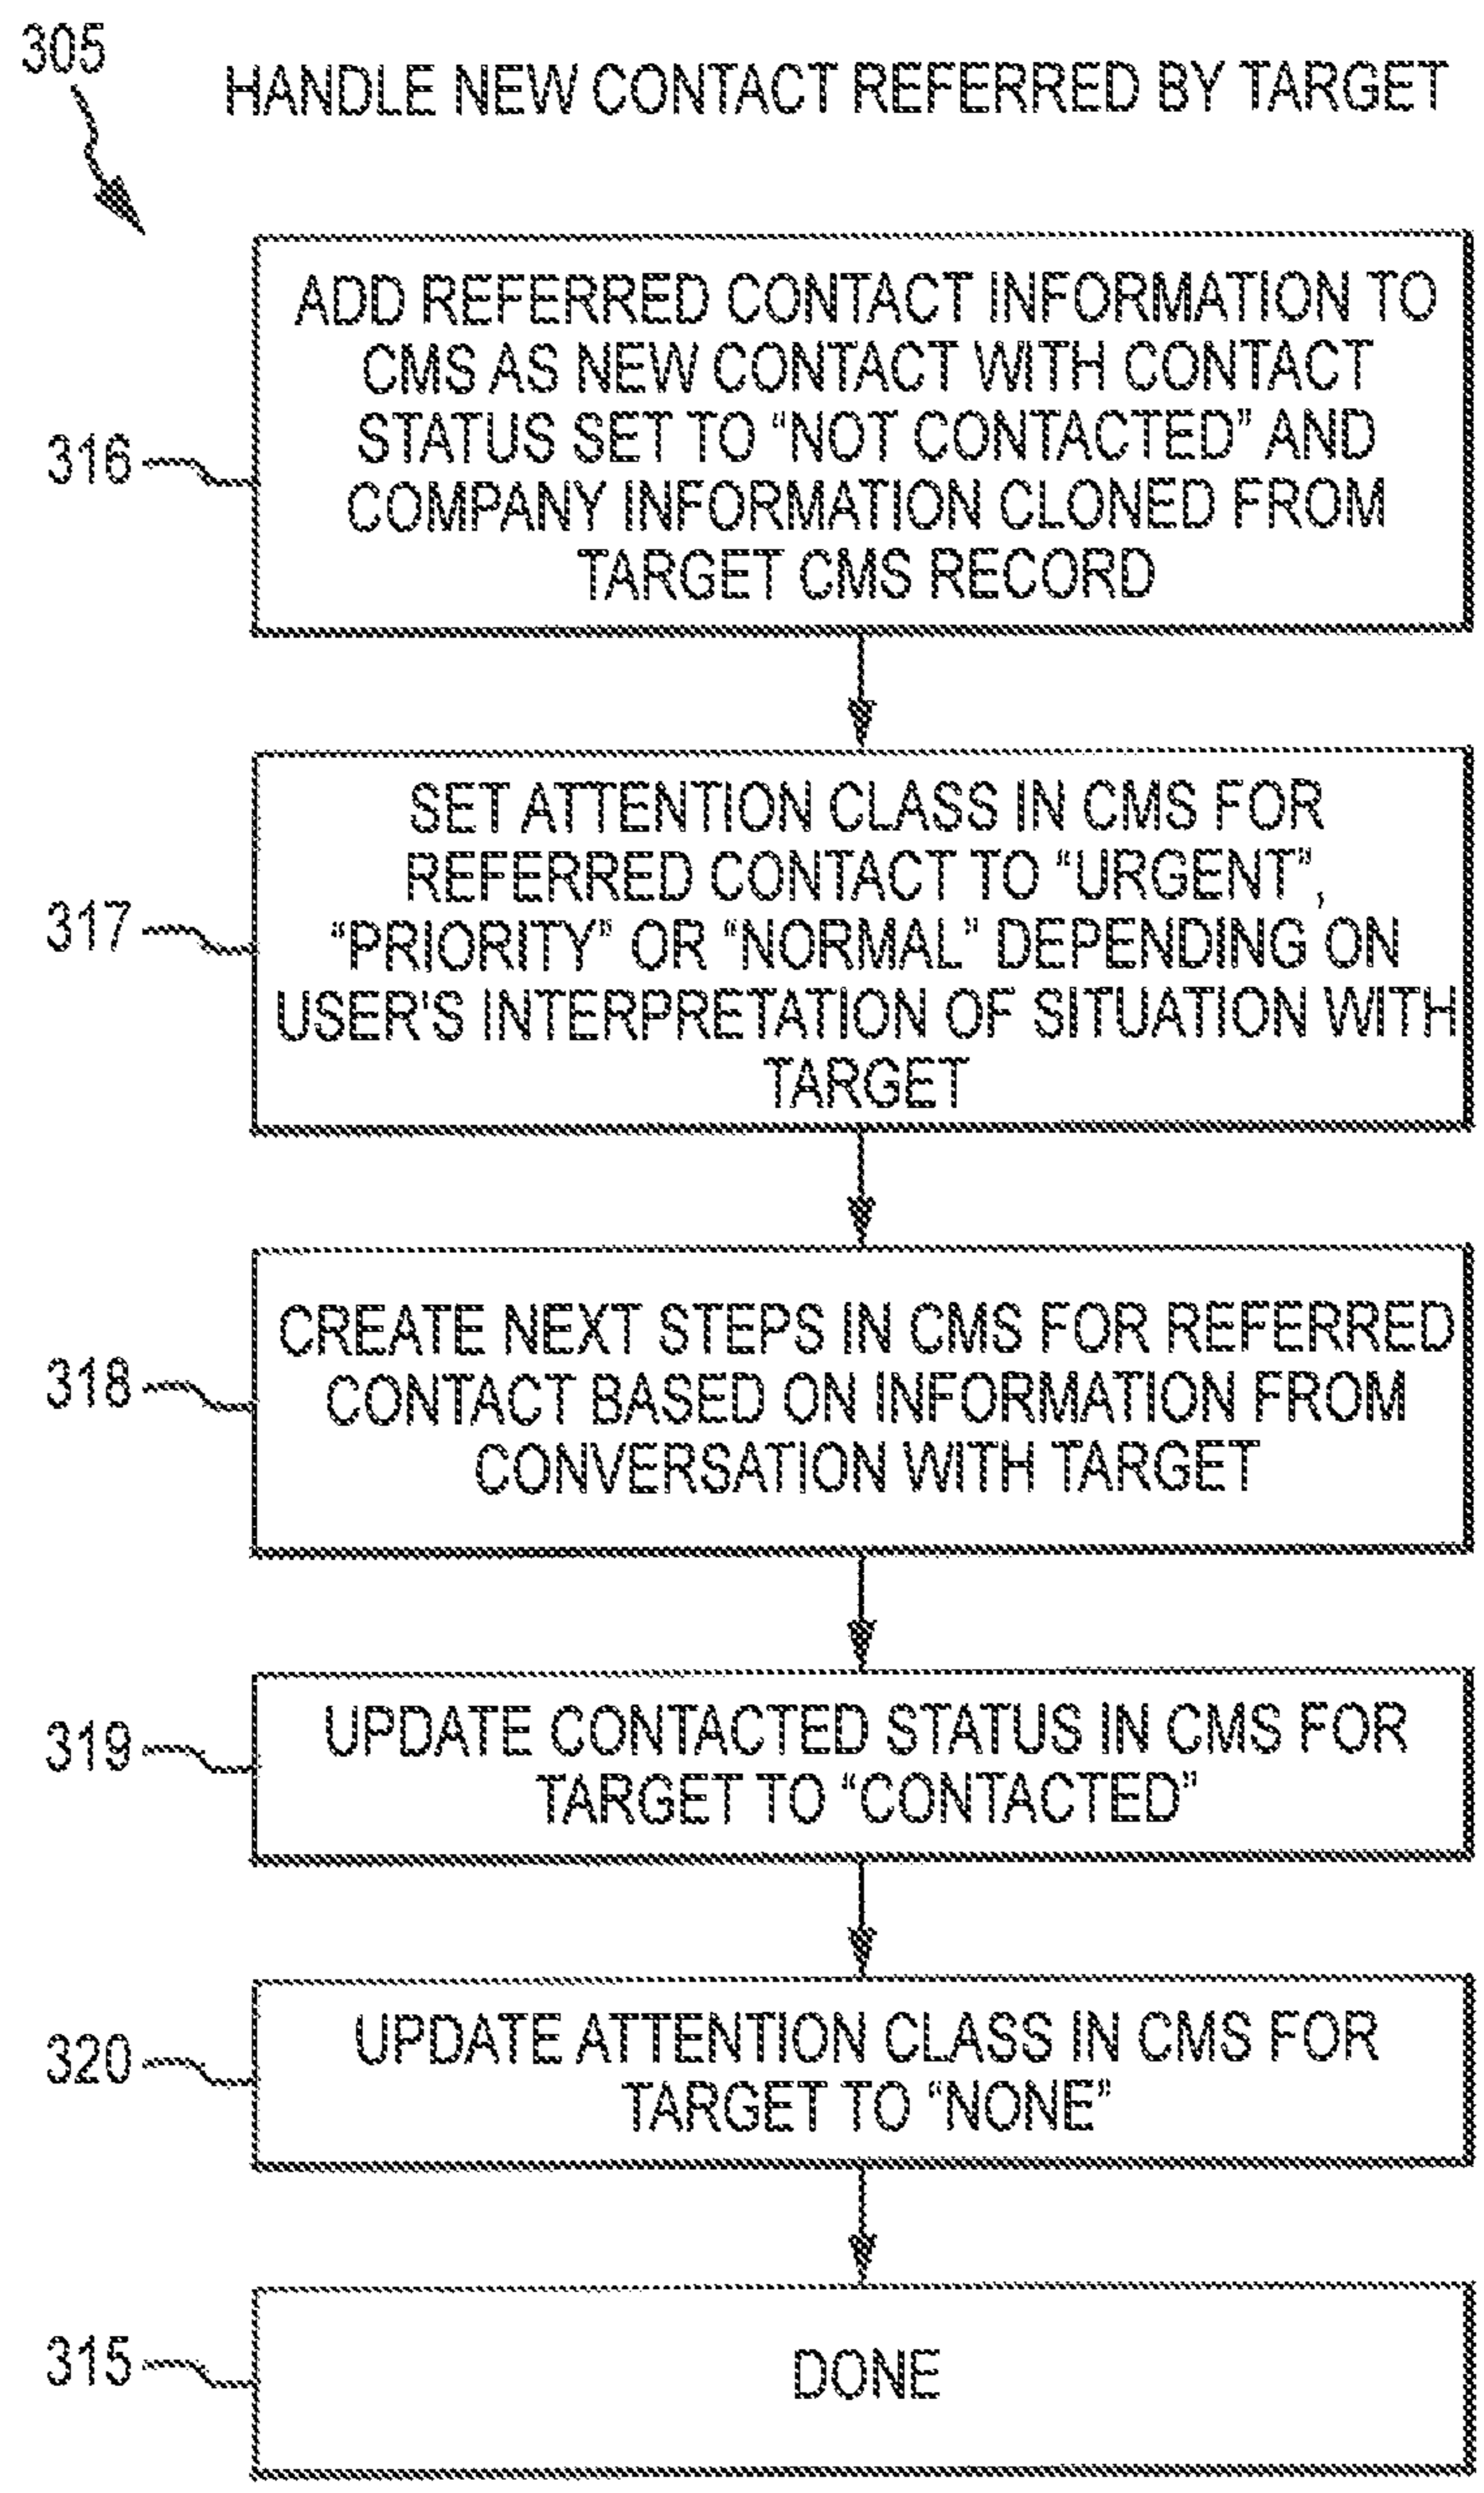 305
HANDLE NEW CONTACT REFERRED BY TARGET
ADD REFERRED CONTACT INFORMATION TO
CMS AS NEW CONTACT WITH CONTACT
STATUS SET TO “NOT CONTACTED” AND
316
COMPANY INFORMATION CLONED FROM
TARGET CMS RECORD
SET ATTENTION CLASS IN CMS FOR
REFERRED CONTACT TO “URGENT”,
317
“PRIORITY” OR “NORMAL” DEPENDING ON
USER'S INTERPRETATION OF SITUATION WITH
TARGET
CREATE NEXT STEPS IN CMS FOR REFERRED
318
CONTACT BASED ON INFORMATION FROM
CONVERSATION WITH TARGET
319
UPDATE CONTACTED STATUS IN CMS FOR
TARGET TO “CONTACTED”
320
UPDATE ATTENTION CLASS IN CMS FOR
TARGET TO “NONE”
315
DONE